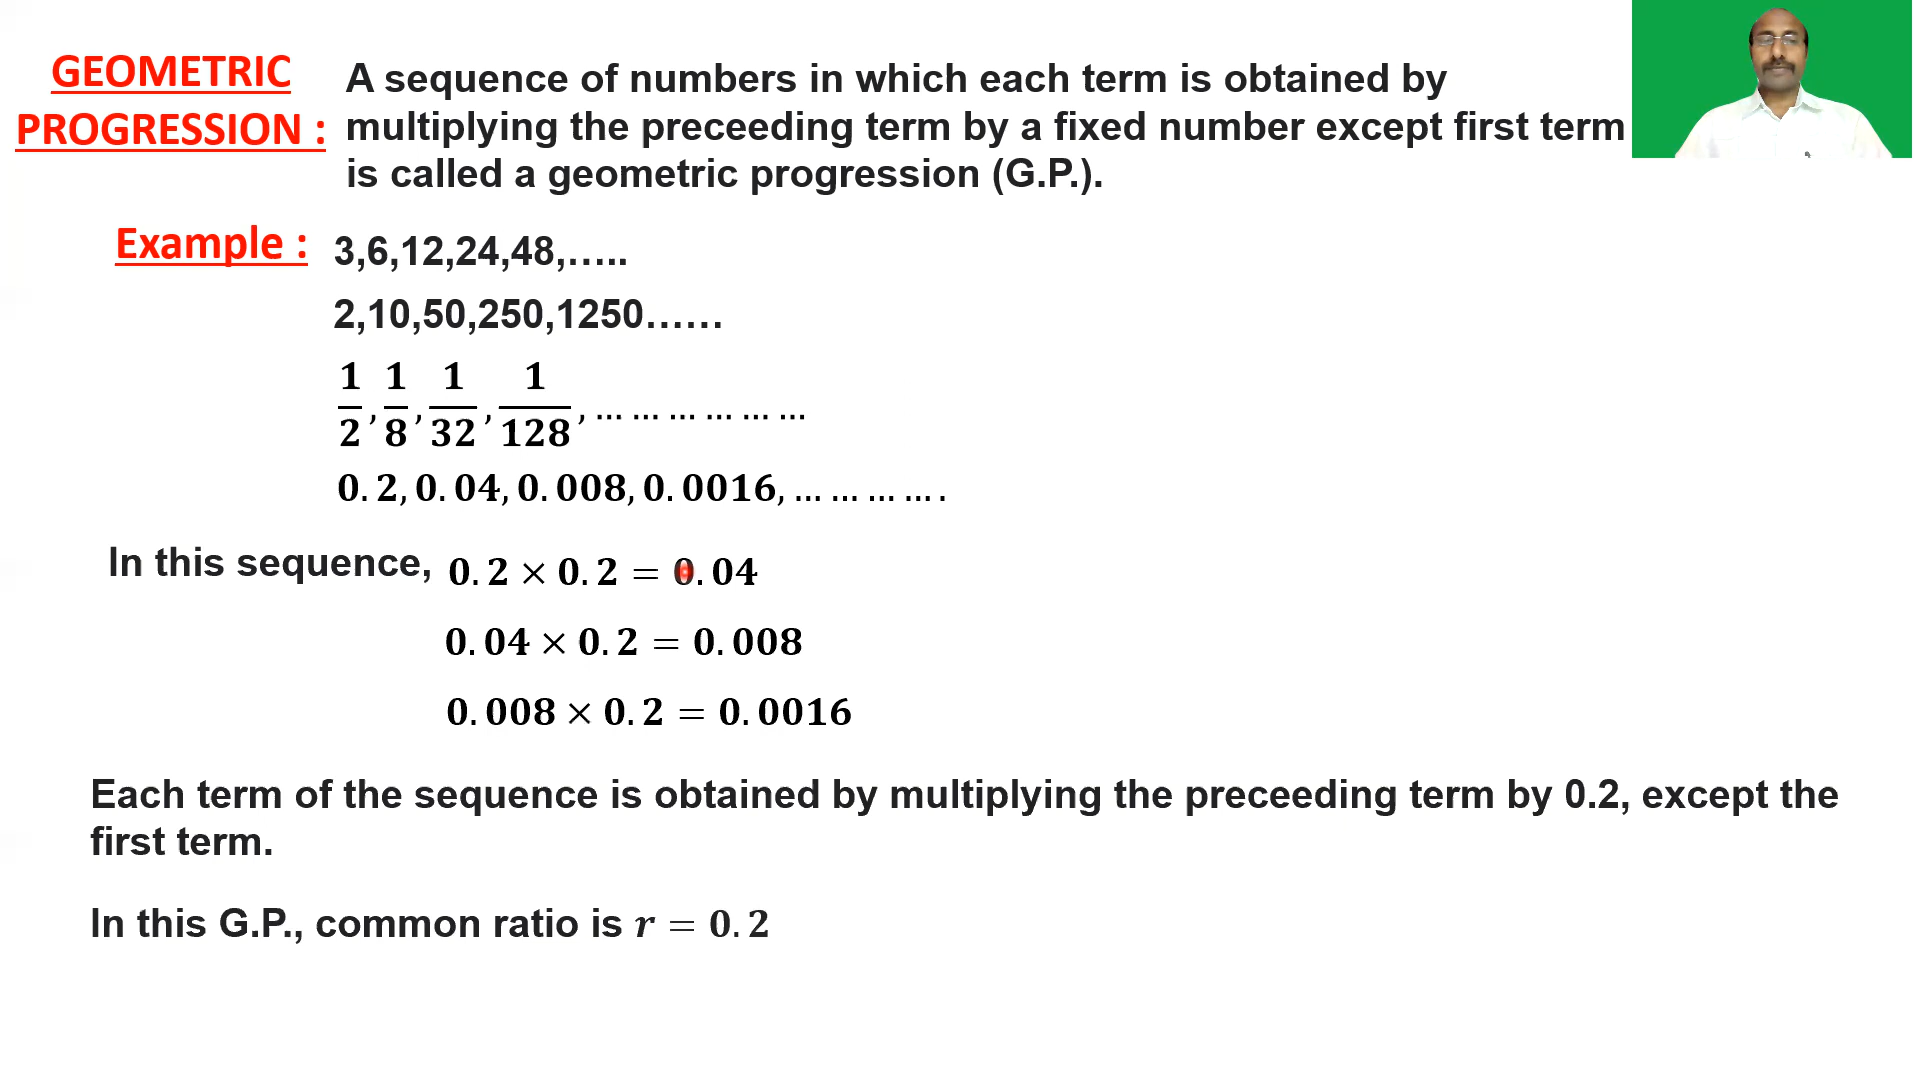 GEOMETRIC
PROGRESSION :
A sequence of numbers in which each term is obtained by
multiplying the preceeding term by a fixed number except first term
is called a geometric progression (G.P.).
Example :
3,6,12,24,48,…..
2,10,50,250,1250……
1/2, 1/8, 1/32, 1/128, … … … … … …
0.2, 0.04, 0.008, 0.0016, … … … ….
In this sequence, 0.2 × 0.2 = 0.04
0.04 × 0.2 = 0.008
0.008 × 0.2 = 0.0016
Each term of the sequence is obtained by multiplying the preceeding term by 0.2, except the
first term.
In this G.P., common ratio is r = 0.2